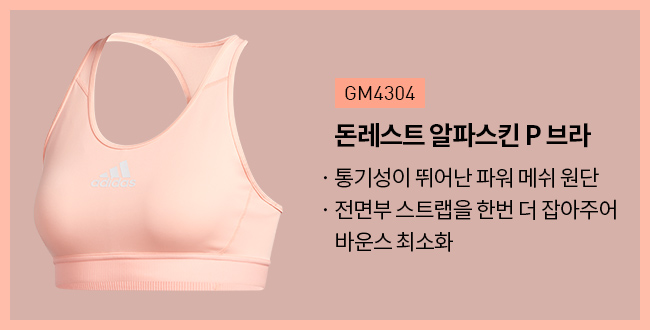 adidas
GM4304
돈레스트 알파스킨 P 브라
· 통기성이 뛰어난 파워 메쉬 원단
· 전면부 스트랩을 한번 더 잡아주어
바운스 최소화